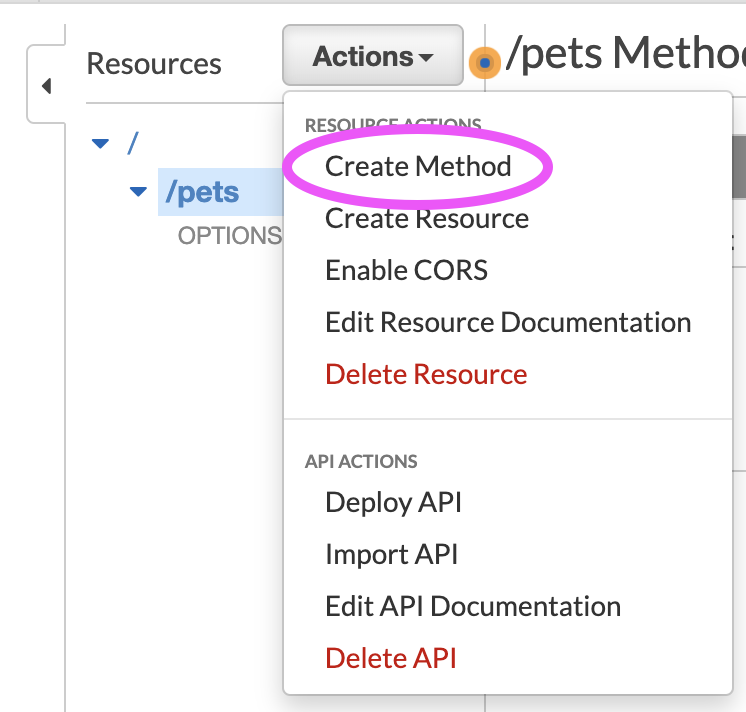 Resources
Actions
/pets Metho
/
/pets
OPTIONS
RESOURCE ACTIONS
Create Method
Create Resource
Enable CORS
Edit Resource Documentation
Delete Resource
API ACTIONS
Deploy API
Import API
Edit API Documentation
Delete API